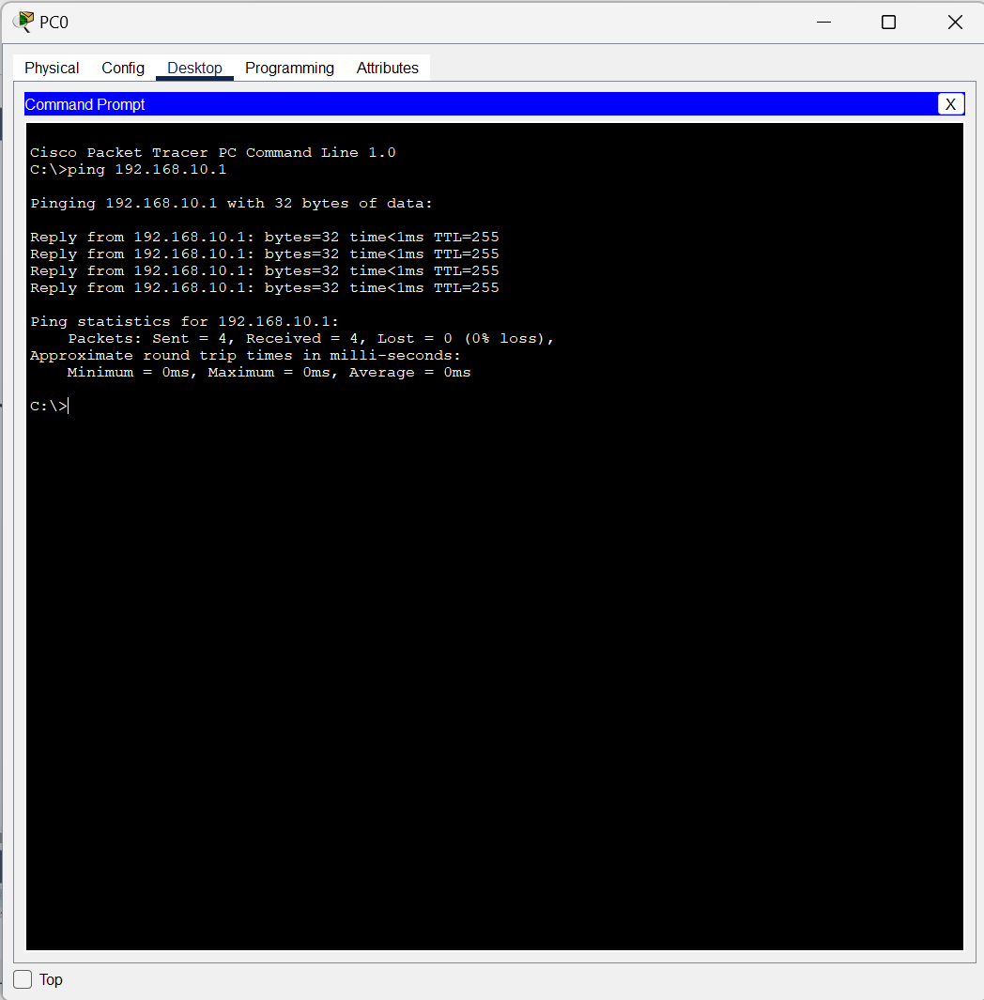 PC0
Physical Config Desktop Programming Attributes
Command Prompt X
Cisco Packet Tracer PC Command Line 1.0
C:\>ping 192.168.10.1
Pinging 192.168.10.1 with 32 bytes of data:
Reply from 192.168.10.1: bytes=32 time<1ms TTL=255
Reply from 192.168.10.1: bytes=32 time<1ms TTL=255
Reply from 192.168.10.1: bytes=32 time<1ms TTL=255
Reply from 192.168.10.1: bytes=32 time<1ms TTL=255
Ping statistics for 192.168.10.1:
    Packets: Sent = 4, Received = 4, Lost = 0 (0% loss),
Approximate round trip times in milli-seconds:
    Minimum = 0ms, Maximum = 0ms, Average = 0ms
C:\>
Top